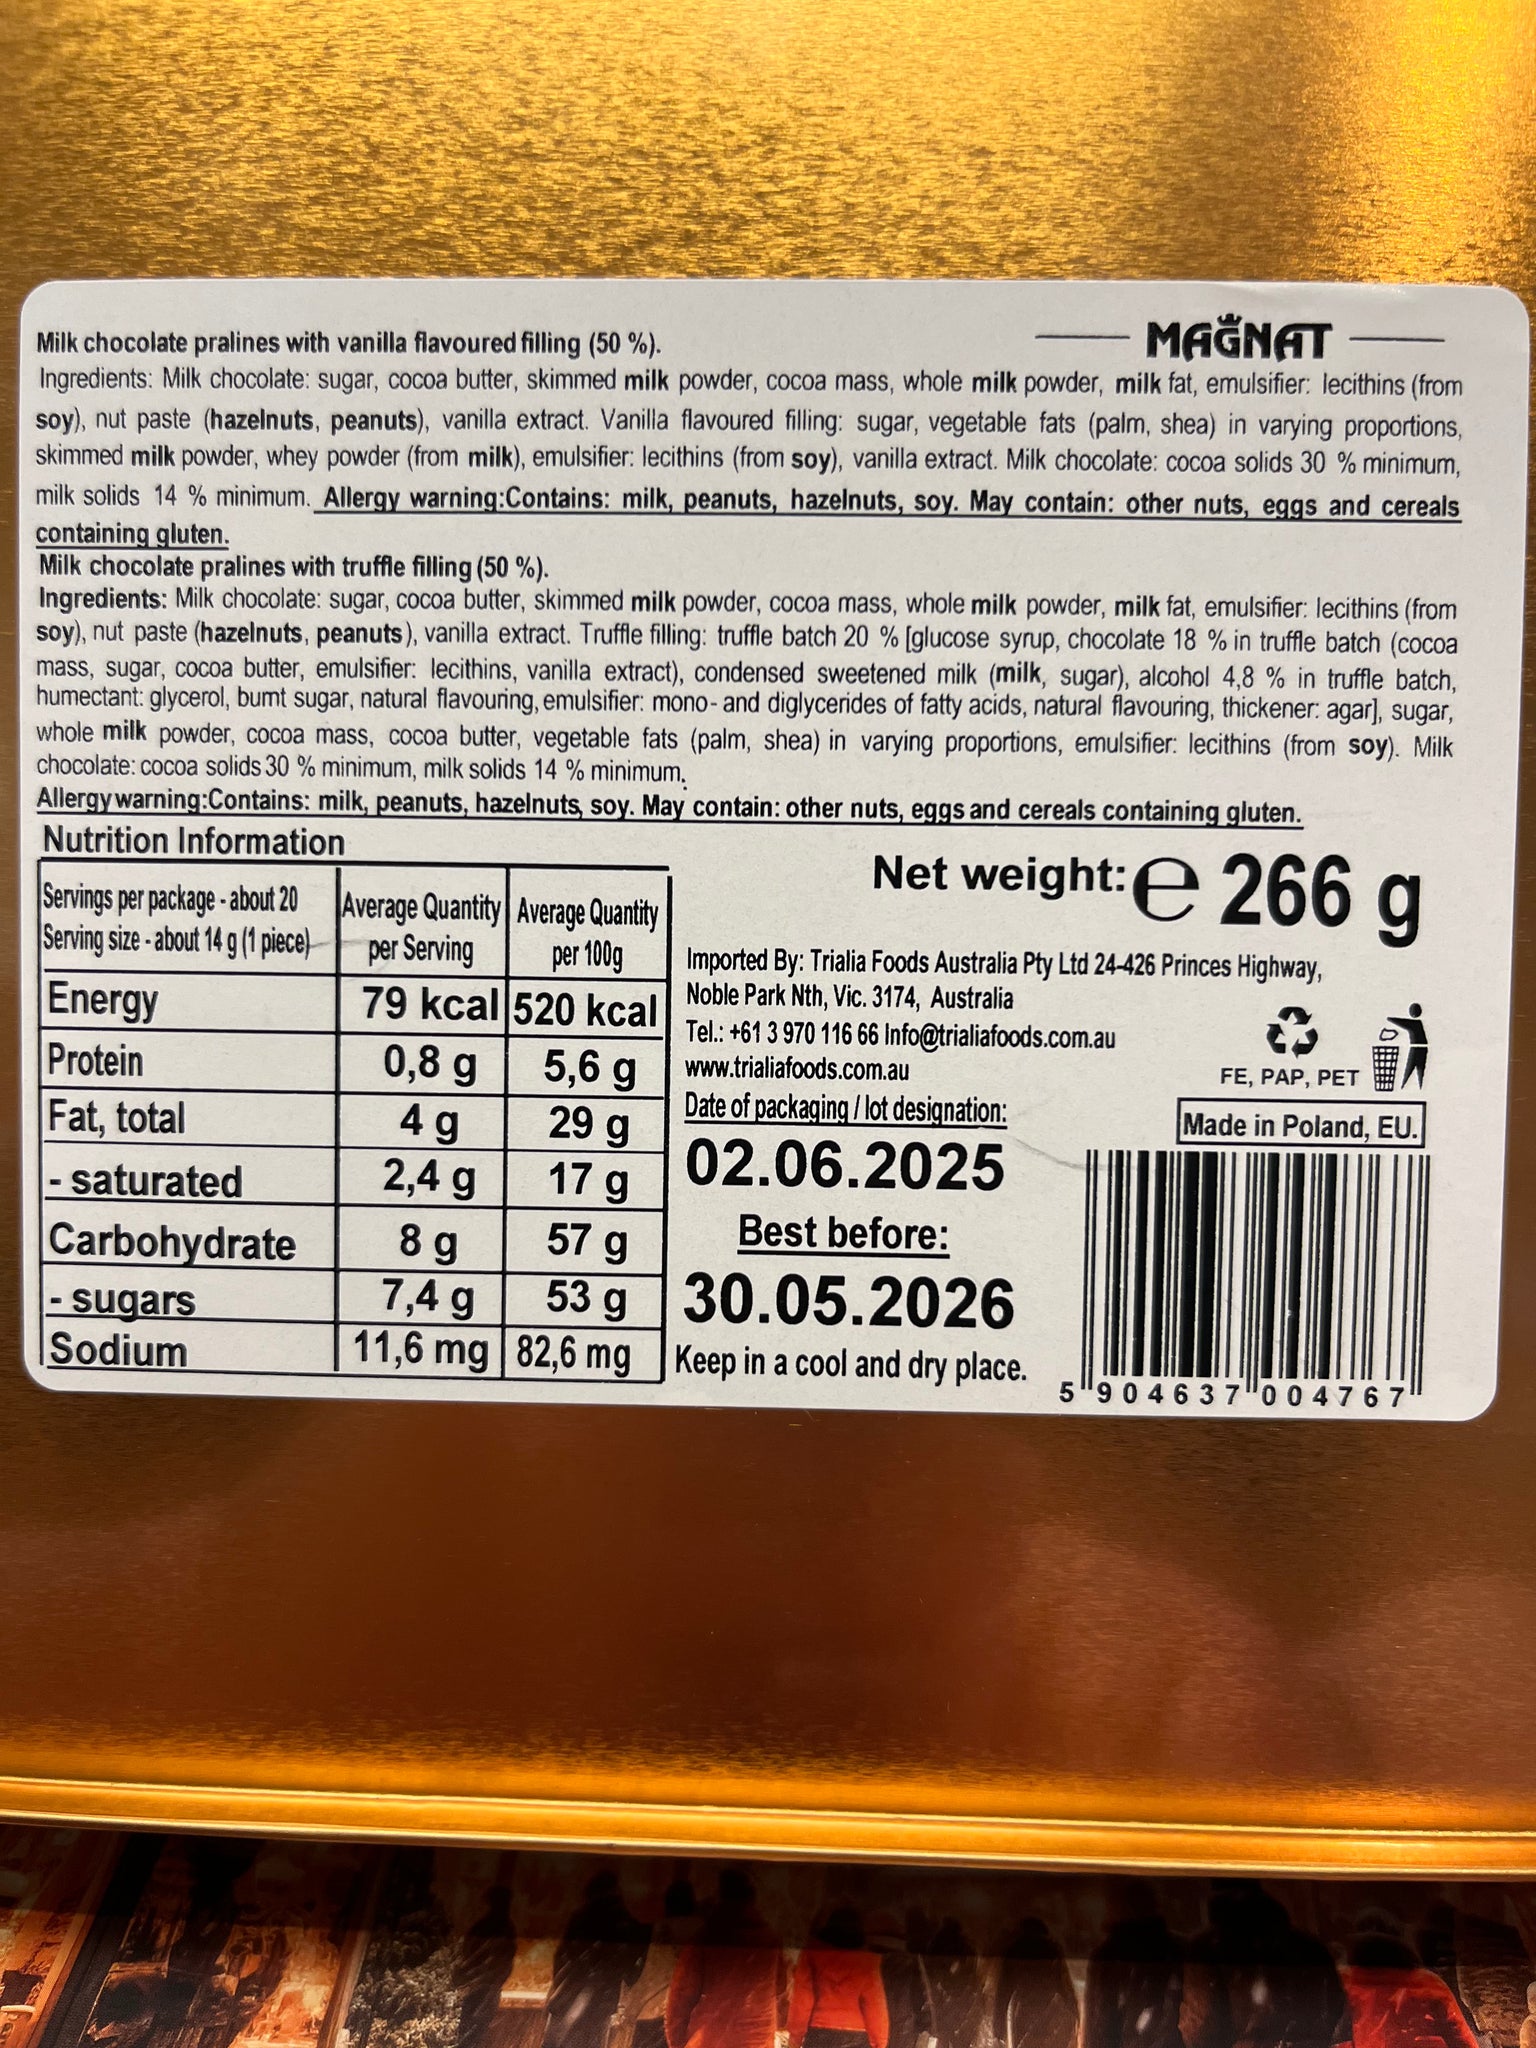 MAGNAT
Milk chocolate pralines with vanilla flavoured filling (50 %).
Ingredients: Milk chocolate: sugar, cocoa butter, skimmed milk powder, cocoa mass, whole milk powder, milk fat, emulsifier: lecithins (from
soy), nut paste (hazelnuts, peanuts), vanilla extract. Vanilla flavoured filling: sugar, vegetable fats (palm, shea) in varying proportions,
skimmed milk powder, whey powder (from milk), emulsifier: lecithins (from soy), vanilla extract. Milk chocolate: cocoa solids 30 % minimum,
milk solids 14 % minimum. Allergy warning:Contains: milk, peanuts, hazelnuts, soy. May contain: other nuts, eggs and cereals
containing gluten.
Milk chocolate pralines with truffle filling (50 %).
Ingredients: Milk chocolate: sugar, cocoa butter, skimmed milk powder, cocoa mass, whole milk powder, milk fat, emulsifier: lecithins (from
soy), nut paste (hazelnuts, peanuts), vanilla extract. Truffle filling: truffle batch 20 % [glucose syrup, chocolate 18 % in truffle batch (cocoa
mass, sugar, cocoa butter, emulsifier: lecithins, vanilla extract), condensed sweetened milk (milk, sugar), alcohol 4,8 % in truffle batch,
humectant: glycerol, burnt sugar, natural flavouring, emulsifier: mono- and diglycerides of fatty acids, natural flavouring, thickener: agar], sugar,
whole milk powder, cocoa mass, cocoa butter, vegetable fats (palm, shea) in varying proportions, emulsifier: lecithins (from soy). Milk
chocolate: cocoa solids 30 % minimum, milk solids 14 % minimum.
Allergy warning:Contains: milk, peanuts, hazelnuts, soy. May contain: other nuts, eggs and cereals containing gluten.
Nutrition Information
Servings per package - about 20
Serving size - about 14 g (1 piece)
Average Quantity per Serving
Average Quantity per 100g
Energy 79 kcal 520 kcal
Protein 0,8 g 5,6 g
Fat, total 4 g 29 g
- saturated 2,4 g 17 g
Carbohydrate 8 g 57 g
- sugars 7,4 g 53 g
Sodium 11,6 mg 82,6 mg
Net weight: e 266 g
Imported By: Trialia Foods Australia Pty Ltd 24-426 Princes Highway,
Noble Park Nth, Vic. 3174, Australia
Tel.: +61 3 970 116 66 Info@trialiafoods.com.au
www.trialiafoods.com.au
FE, PAP, PET
Date of packaging / lot designation:
02.06.2025
Made in Poland, EU.
Best before:
30.05.2026
Keep in a cool and dry place.
5 904637 004767